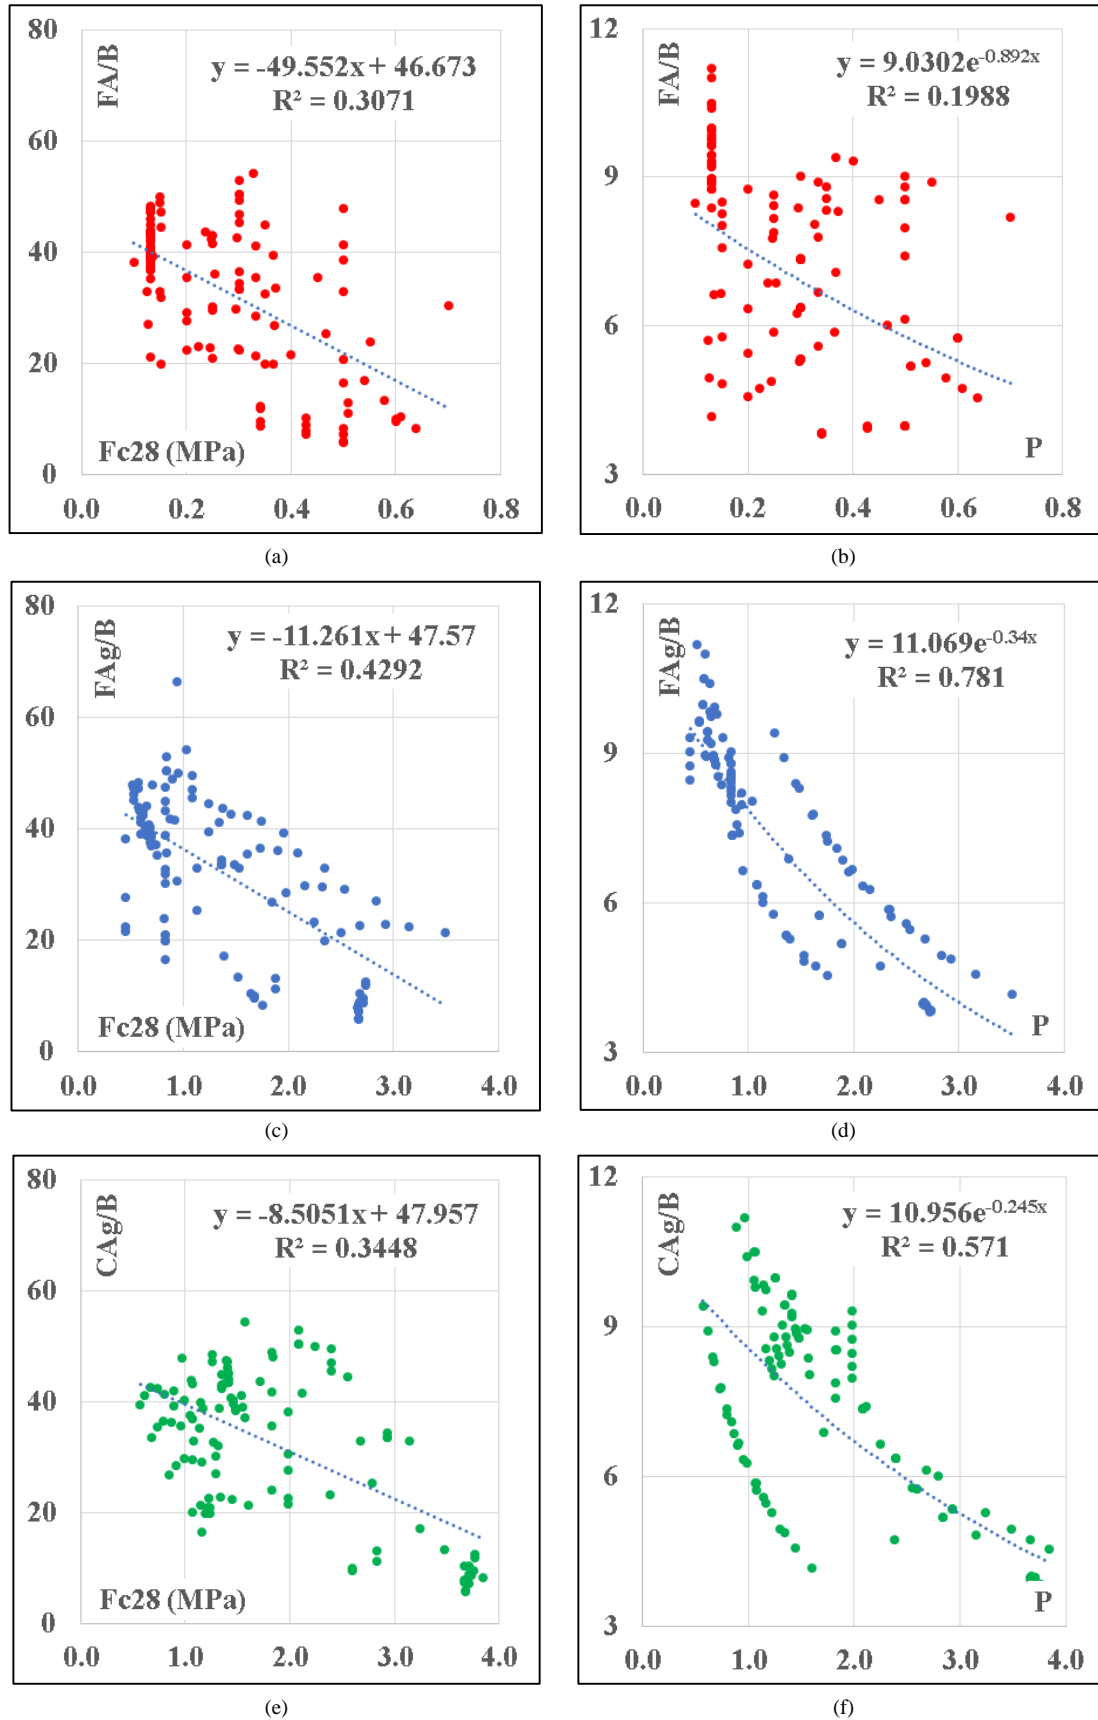 80
60
40
20
0
FA/B
y = -49.552x + 46.673
R² = 0.3071
Fc28 (MPa)
0.0 0.2 0.4 0.6 0.8
(a)
12
9
6
3
FA/B
y = 9.0302e^-0.892x
R² = 0.1988
P
0.2 0.4 0.6 0.8
(b)
80
60
40
20
0
FAg/B
y = -11.261x + 47.57
R² = 0.4292
Fc28 (MPa)
0.0 1.0 2.0 3.0 4.0
(c)
12
9
6
3
FAg/B
y = 11.069e^-0.34x
R² = 0.781
P
1.0 2.0 3.0 4.0
(d)
80
60
40
20
0
CAg/B
y = -8.5051x + 47.957
R² = 0.3448
Fc28 (MPa)
0.0 1.0 2.0 3.0 4.0
(e)
12
9
6
3
CAg/B
y = 10.956e^-0.245x
R² = 0.571
P
1.0 2.0 3.0 4.0
(f)